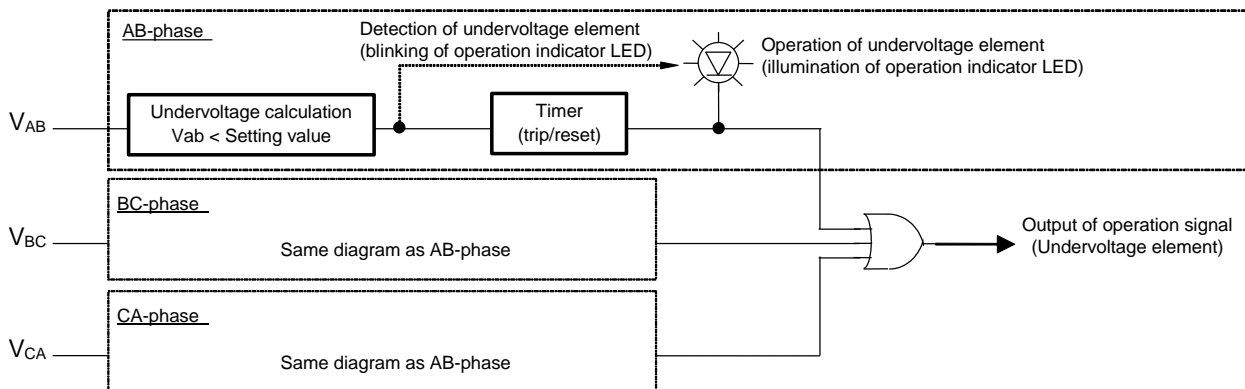 AB-phase
Detection of undervoltage element
(blinking of operation indicator LED)
Operation of undervoltage element
(illumination of operation indicator LED)
VAB
Undervoltage calculation
Vab < Setting value
Timer
(trip/reset)
BC-phase
VBC
Same diagram as AB-phase
Output of operation signal
(Undervoltage element)
CA-phase
VCA
Same diagram as AB-phase